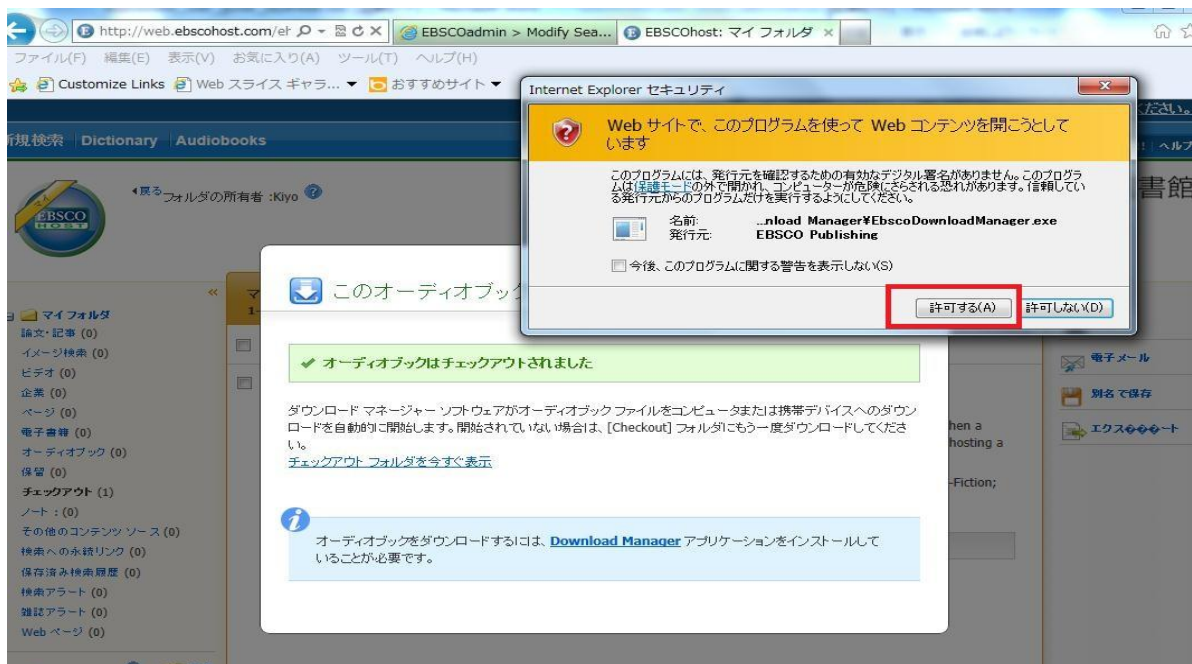 http://web.ebscohost.com/eh
EBSCOadmin > Modify Sea...
EBSCOhost: マイ フォルダ
ファイル(F) 編集(E) 表示(V) お気に入り(A) ツール(T) ヘルプ(H)
Customize Links Web スライス ギャラ... おすすめサイト
Internet Explorer セキュリティ
Web サイトで、このプログラムを使って Web コンテンツを開こうとして
います
このプログラムには、発行元を確認するための有効なデジタル署名がありません。このプログラ
ムは保護モードの外で開かれ、コンピューターが危険にさらされる恐れがあります。信頼してい
る発行元からのプログラムだけを実行するようにしてください。
名前: ...nload Manager¥EbscoDownloadManager.exe
発行元: EBSCO Publishing
今後、このプログラムに関する警告を表示しない(S)
許可する(A) 許可しない(D)
ください。
新規検索 Dictionary Audiobooks
ヘルプ
書館
EBSCO
HOST
戻る フォルダの所有者 :Kiyo
マイフォルダ
論文・記事 (0)
イメージ検索 (0)
ビデオ (0)
企業 (0)
ページ (0)
電子書籍 (0)
オーディオブック (0)
保留 (0)
チェックアウト (1)
ノート : (0)
その他のコンテンツ ソース (0)
検索への永続リンク (0)
保存済み検索履歴 (0)
検索アラート (0)
雑誌アラート (0)
Web ページ (0)
マ
1-
このオーディオブッ
オーディオブックはチェックアウトされました
ダウンロード マネージャー ソフトウェアがオーディオブック ファイルをコンピュータまたは携帯デバイスへのダウン
ロードを自動的に開始します。開始されていない場合は、[Checkout] フォルダにもう一度ダウンロードしてくださ
い。
チェックアウト フォルダを今すぐ表示
オーディオブックをダウンロードするには、Download Manager アプリケーションをインストールして
いることが必要です。
hen a
hosting a
-Fiction;
電子メール
別名で保存
エクス���ート